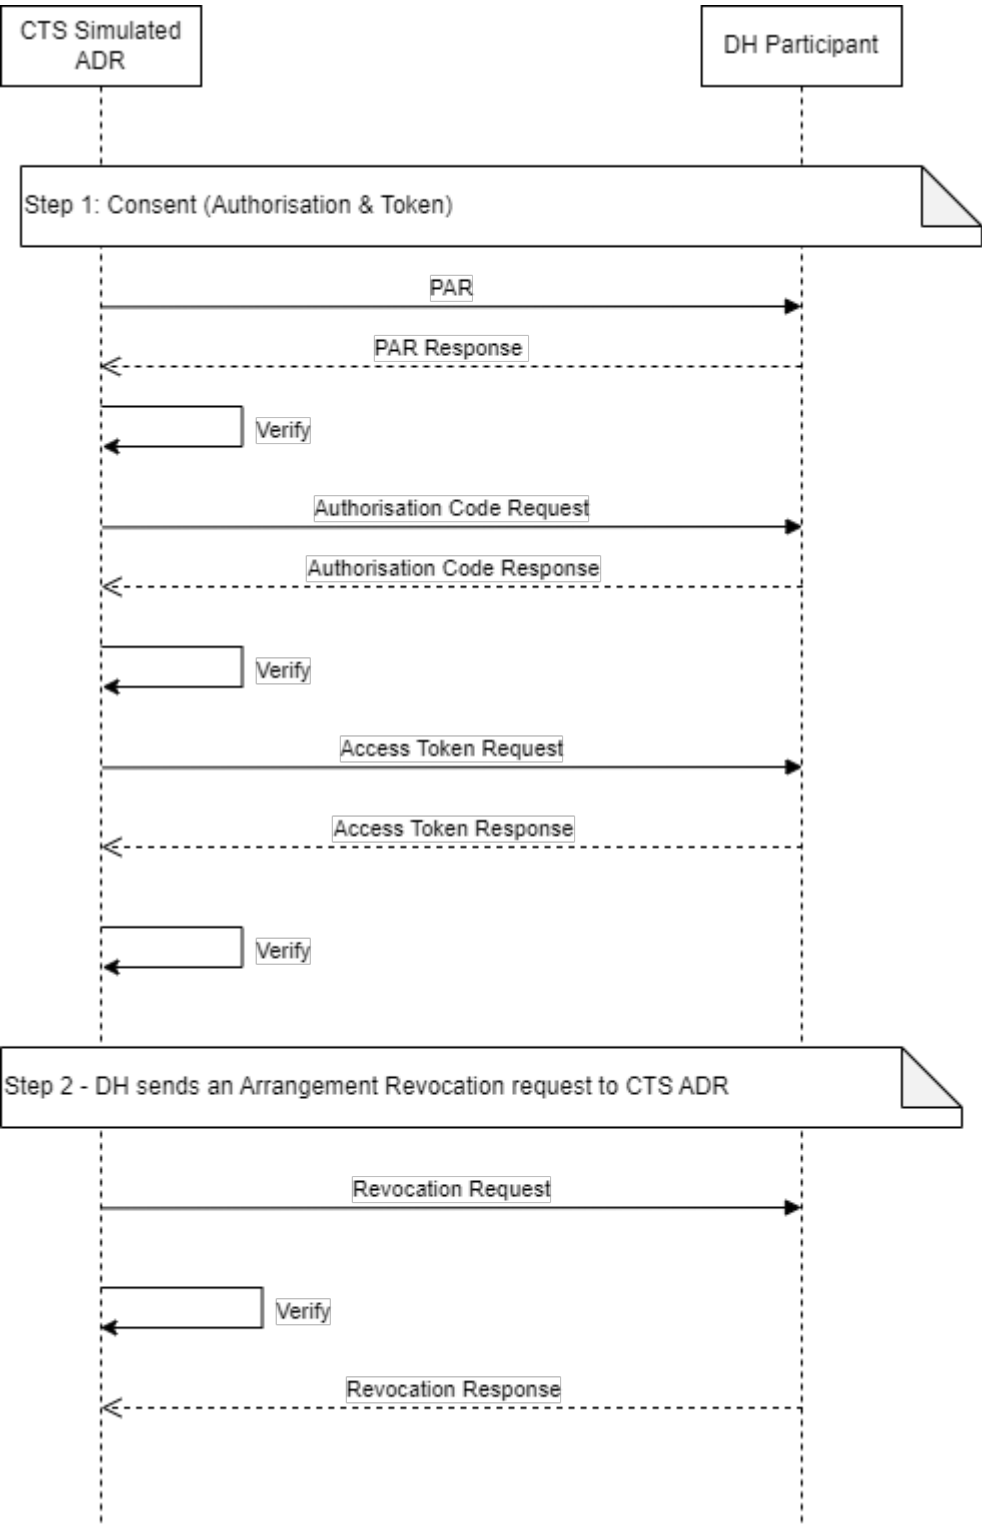 CTS Simulated
ADR
DH Participant
Step 1: Consent (Authorisation & Token)
PAR
PAR Response
Verify
Authorisation Code Request
Authorisation Code Response
Verify
Access Token Request
Access Token Response
Verify
Step 2 - DH sends an Arrangement Revocation request to CTS ADR
Revocation Request
Verify
Revocation Response